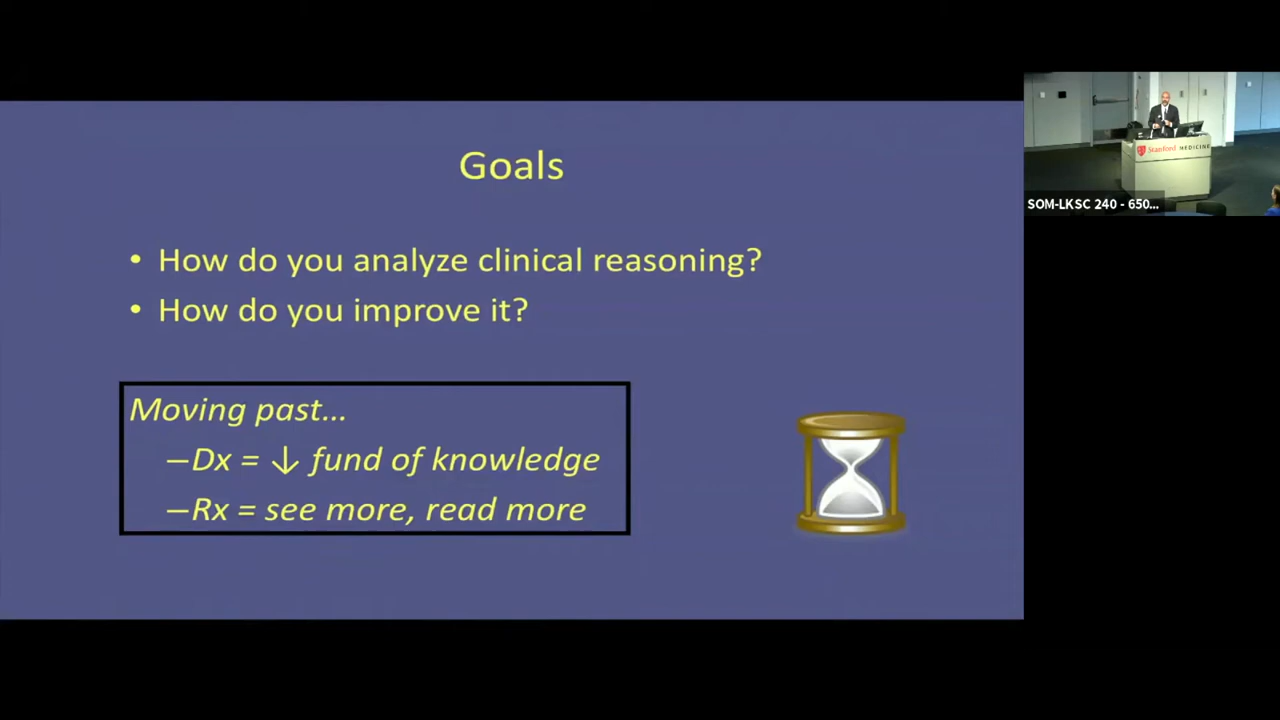 Goals
• How do you analyze clinical reasoning?
• How do you improve it?
Moving past...
–Dx = ↓ fund of knowledge
–Rx = see more, read more
Stanford MEDICINE
SOM-LKSC 240 - 650...